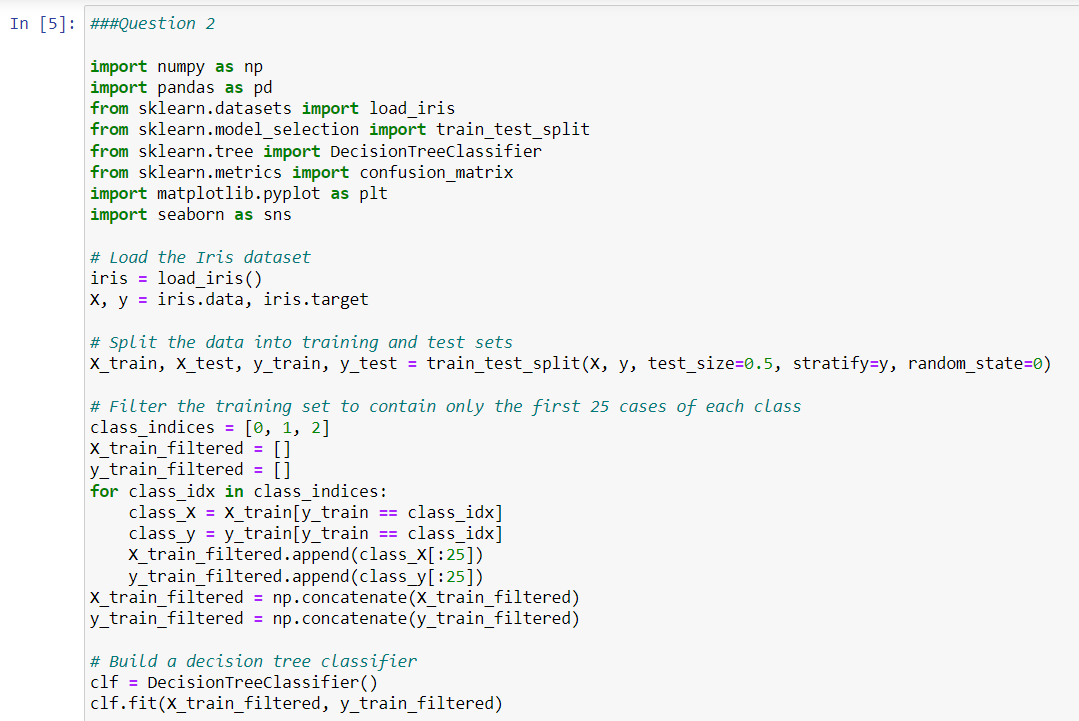 In [5]: ###Question 2
import numpy as np
import pandas as pd
from sklearn.datasets import load_iris
from sklearn.model_selection import train_test_split
from sklearn.tree import DecisionTreeClassifier
from sklearn.metrics import confusion_matrix
import matplotlib.pyplot as plt
import seaborn as sns
# Load the Iris dataset
iris = load_iris()
X, y = iris.data, iris.target
# Split the data into training and test sets
X_train, X_test, y_train, y_test = train_test_split(X, y, test_size=0.5, stratify=y, random_state=0)
# Filter the training set to contain only the first 25 cases of each class
class_indices = [0, 1, 2]
X_train_filtered = []
y_train_filtered = []
for class_idx in class_indices:
    class_X = X_train[y_train == class_idx]
    class_y = y_train[y_train == class_idx]
    X_train_filtered.append(class_X[:25])
    y_train_filtered.append(class_y[:25])
X_train_filtered = np.concatenate(X_train_filtered)
y_train_filtered = np.concatenate(y_train_filtered)
# Build a decision tree classifier
clf = DecisionTreeClassifier()
clf.fit(X_train_filtered, y_train_filtered)